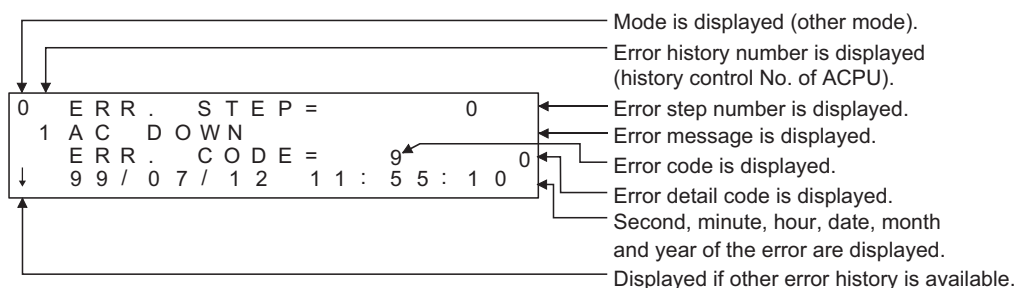 Mode is displayed (other mode).
Error history number is displayed
(history control No. of ACPU).
0 ERR. STEP= 0
Error step number is displayed.
1 AC DOWN
Error message is displayed.
ERR. CODE= 9 0
Error code is displayed.
↓ 99/07/12 11:55:10
Error detail code is displayed.
Second, minute, hour, date, month
and year of the error are displayed.
Displayed if other error history is available.